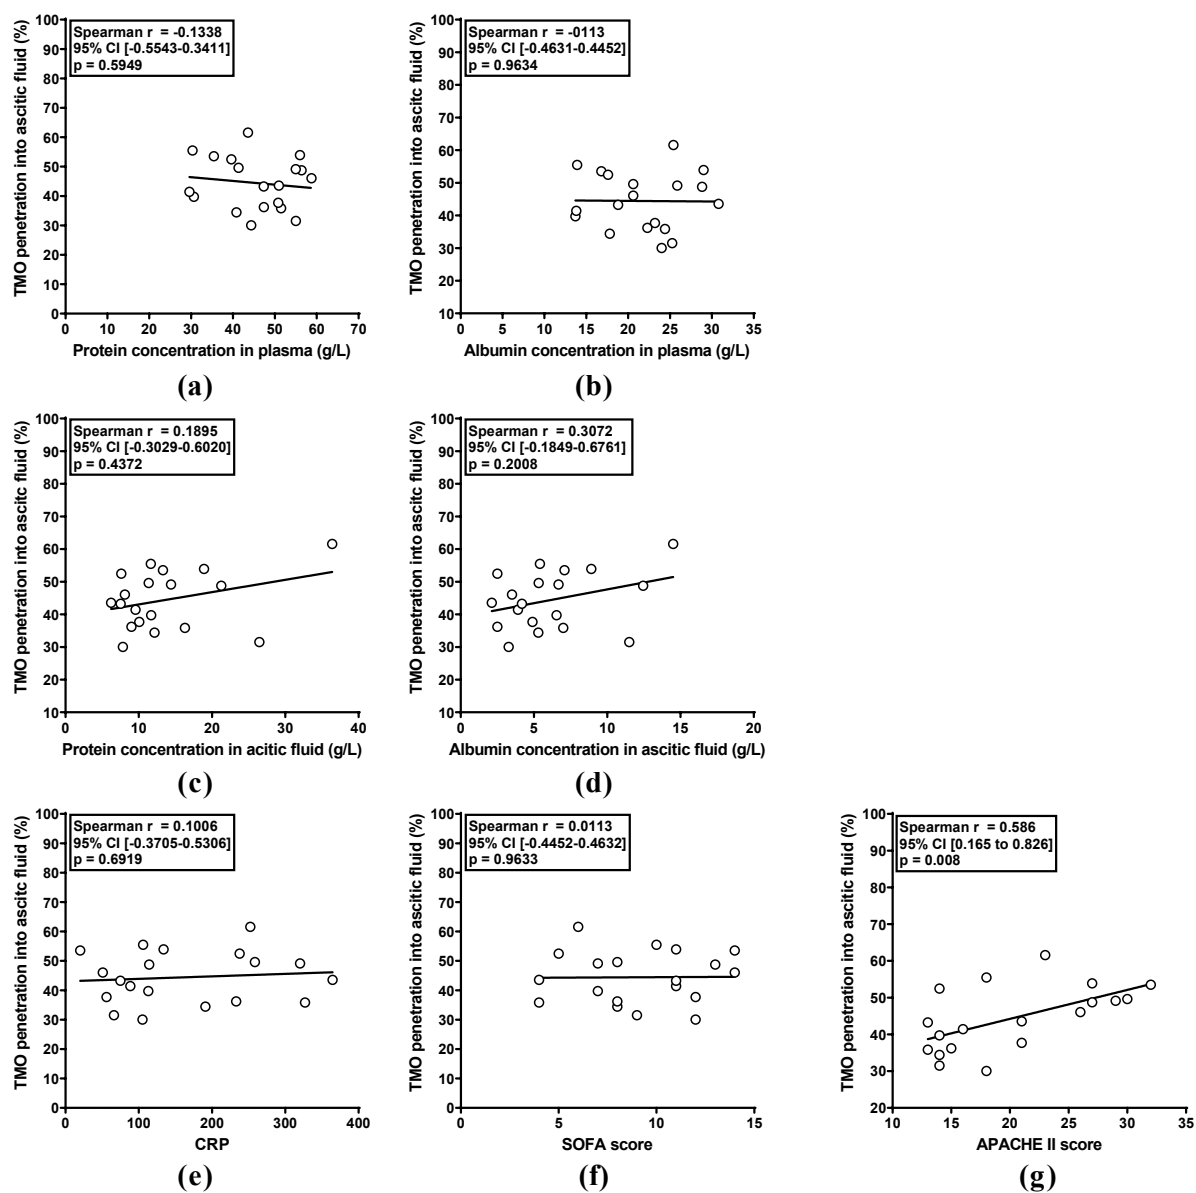 Spearman r = -0.1338
95% CI [-0.5543-0.3411]
p = 0.5949
TMO penetration into ascitic fluid (%)
100
90
80
70
60
50
40
30
20
10
0
0 10 20 30 40 50 60 70
Protein concentration in plasma (g/L)
(a)
Spearman r = -0113
95% CI [-0.4631-0.4452]
p = 0.9634
TMO penetration into ascitic fluid (%)
100
90
80
70
60
50
40
30
20
10
0 5 10 15 20 25 30 35
Albumin concentration in plasma (g/L)
(b)
Spearman r = 0.1895
95% CI [-0.3029-0.6020]
p = 0.4372
TMO penetration into ascitc fluid (%)
100
90
80
70
60
50
40
30
20
10
0 10 20 30 40
Protein concentration in acitic fluid (g/L)
(c)
Spearman r = 0.3072
95% CI [-0.1849-0.6761]
p = 0.2008
TMO penetration into ascitic fluid (%)
100
90
80
70
60
50
40
30
20
10
0 5 10 15 20
Albumin concentration in ascitic fluid (g/L)
(d)
Spearman r = 0.1006
95% CI [-0.3705-0.5306]
p = 0.6919
TMO penetration into ascitic fluid (%)
100
90
80
70
60
50
40
30
20
10
0
0 100 200 300 400
CRP
(e)
Spearman r = 0.0113
95% CI [-0.4452-0.4632]
p = 0.9633
TMO penetration into ascitic fluid (%)
100
90
80
70
60
50
40
30
20
10
0
0 5 10 15
SOFA score
(f)
Spearman r = 0.586
95% CI [0.165 to 0.826]
p = 0.008
TMO penetration into ascitic fluid (%)
100
90
80
70
60
50
40
30
20
10 15 20 25 30 35
APACHE II score
(g)